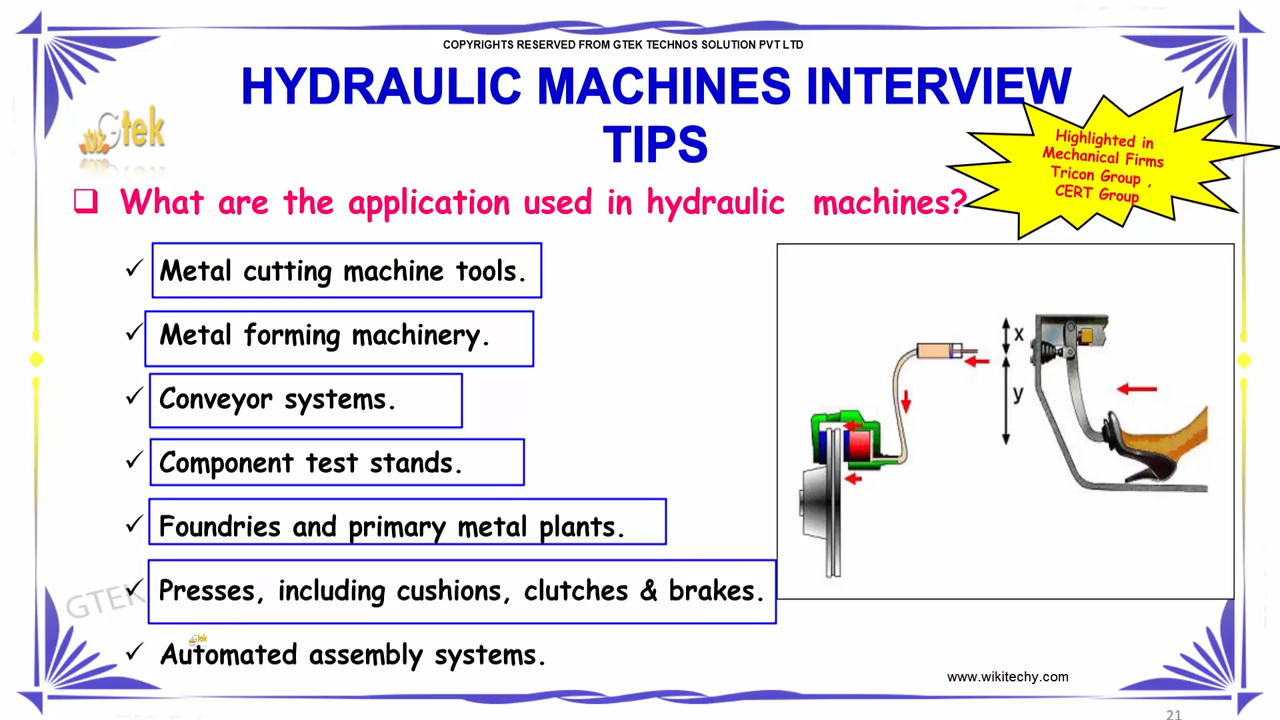 COPYRIGHTS RESERVED FROM GTEK TECHNOS SOLUTION PVT LTD
HYDRAULIC MACHINES INTERVIEW
TIPS
Gtek
Highlighted in
Mechanical Firms
Tricon Group ,
CERT Group
❑ What are the application used in hydraulic machines?
✓ Metal cutting machine tools.
✓ Metal forming machinery.
✓ Conveyor systems.
✓ Component test stands.
✓ Foundries and primary metal plants.
✓ Presses, including cushions, clutches & brakes.
✓ Automated assembly systems.
x
y
GTEK
Gtek
www.wikitechy.com
21